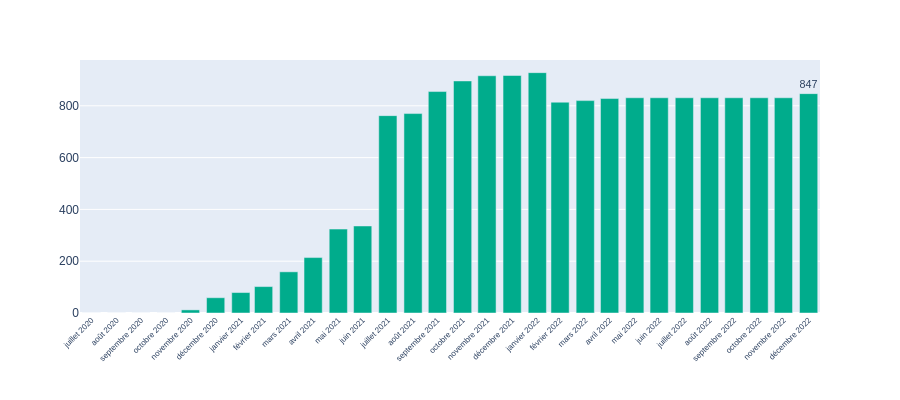 847
800
600
400
200
0
juillet 2020
août 2020
septembre 2020
octobre 2020
novembre 2020
décembre 2020
janvier 2021
février 2021
mars 2021
avril 2021
mai 2021
juin 2021
juillet 2021
août 2021
septembre 2021
octobre 2021
novembre 2021
décembre 2021
janvier 2022
février 2022
mars 2022
avril 2022
mai 2022
juin 2022
juillet 2022
août 2022
septembre 2022
octobre 2022
novembre 2022
décembre 2022